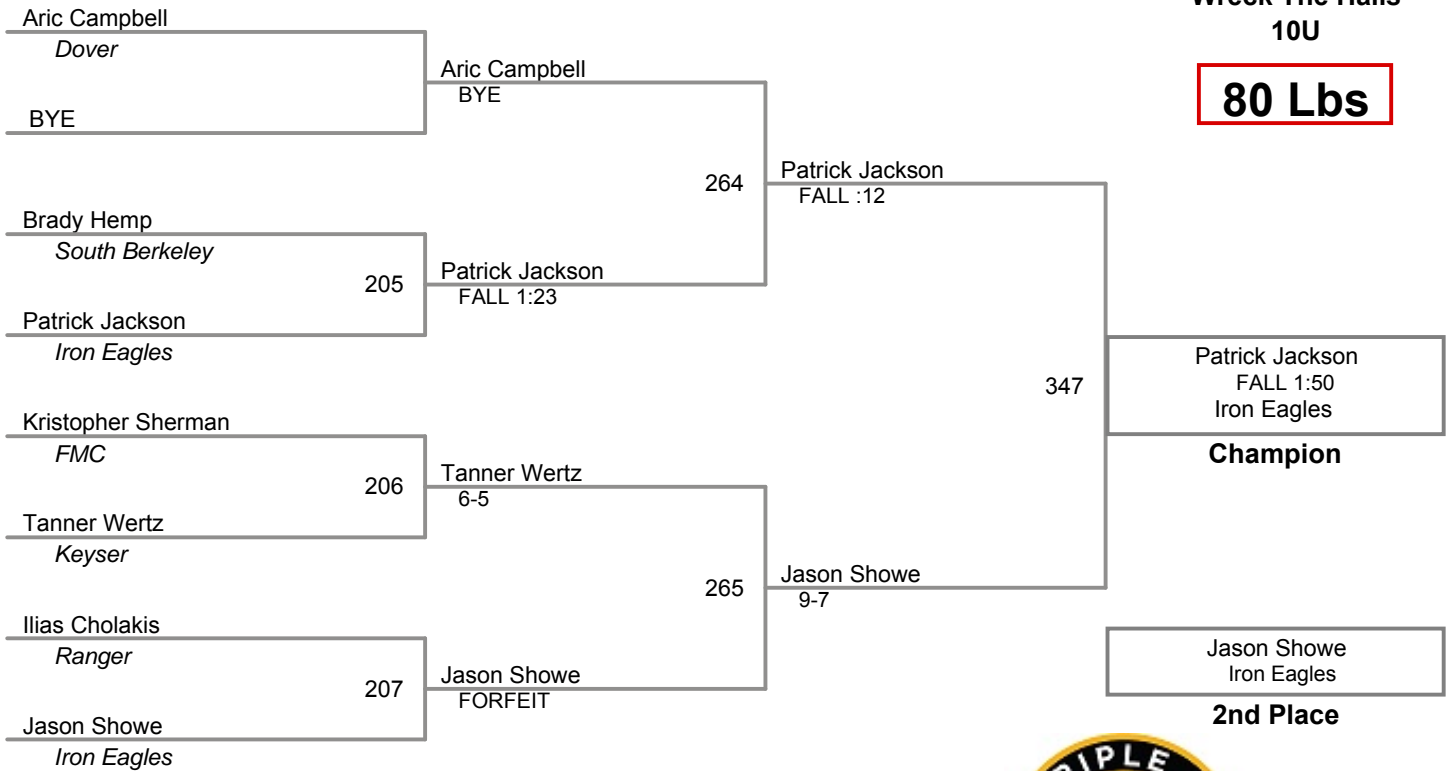 Wreck The Halls
10U
80 Lbs
Aric Campbell
Dover
BYE
Aric Campbell
BYE
Brady Hemp
South Berkeley
205
Patrick Jackson
Iron Eagles
Patrick Jackson
FALL 1:23
264
Patrick Jackson
FALL :12
Kristopher Sherman
FMC
206
Tanner Wertz
Keyser
Tanner Wertz
6-5
Ilias Cholakis
Ranger
207
Jason Showe
Iron Eagles
Jason Showe
FORFEIT
265
Jason Showe
9-7
347
Patrick Jackson
FALL 1:50
Iron Eagles
Champion
Jason Showe
Iron Eagles
2nd Place